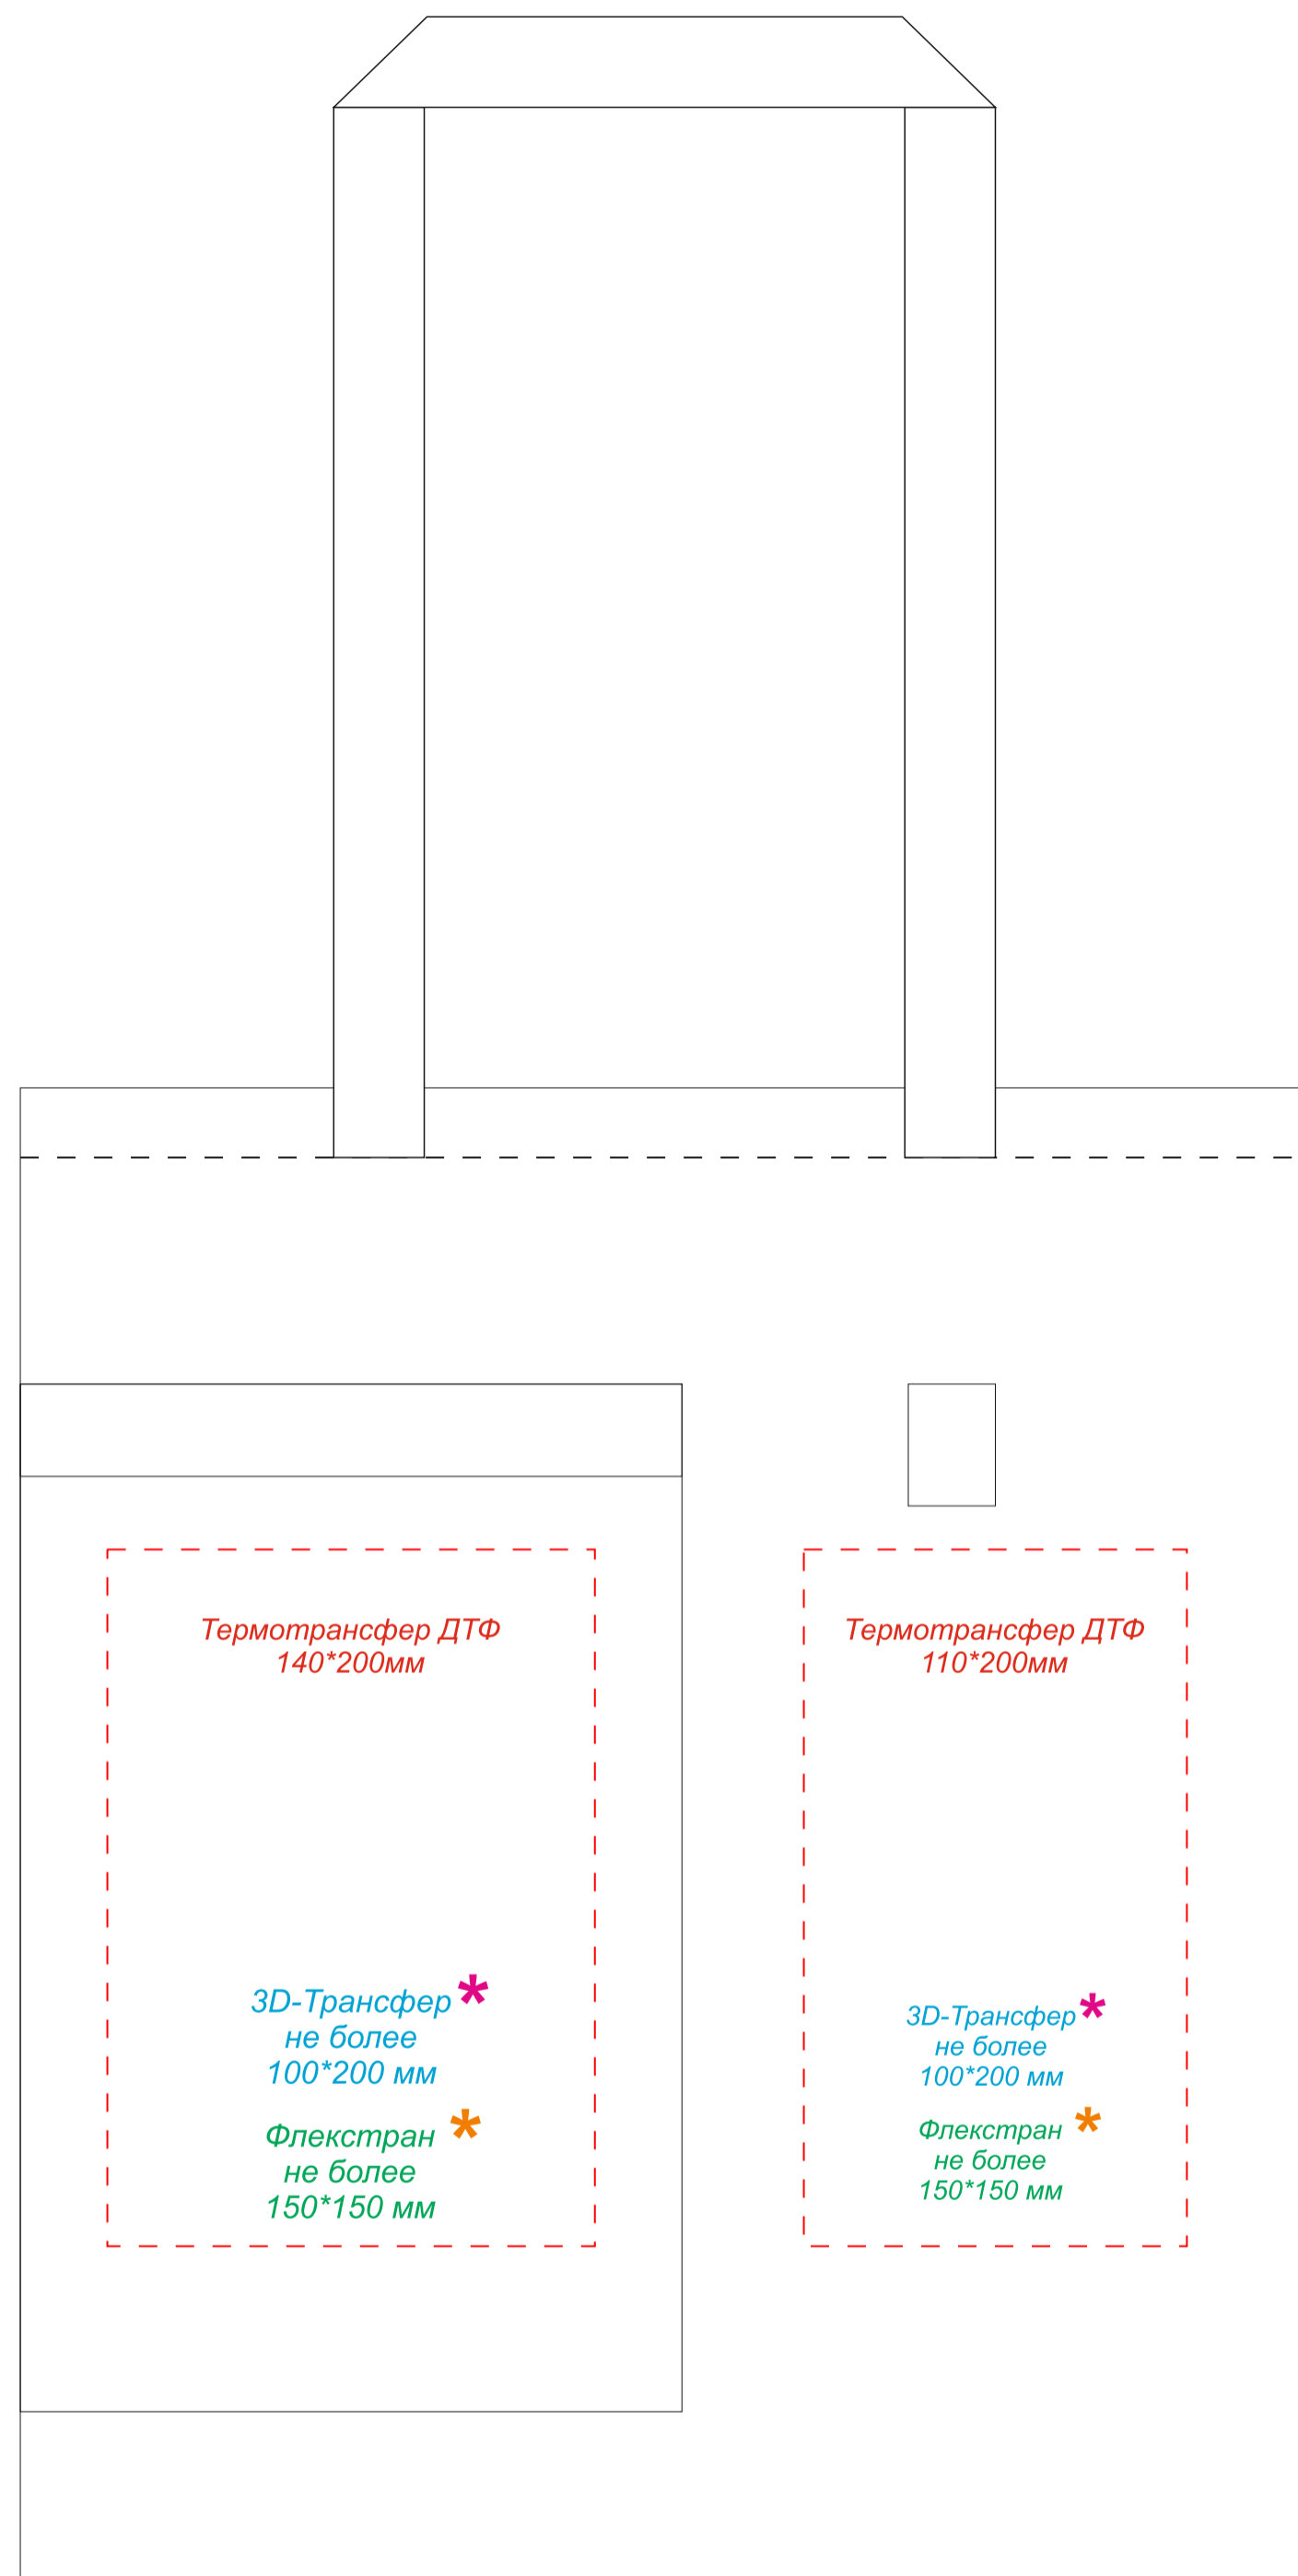 Термотрансфер ДТФ
140*200мм
3D-Трансфер *
не более
100*200 мм
Флекстран *
не более
150*150 мм
Термотрансфер ДТФ
110*200мм
3D-Трансфер *
не более
100*200 мм
Флекстран *
не более
150*150 мм